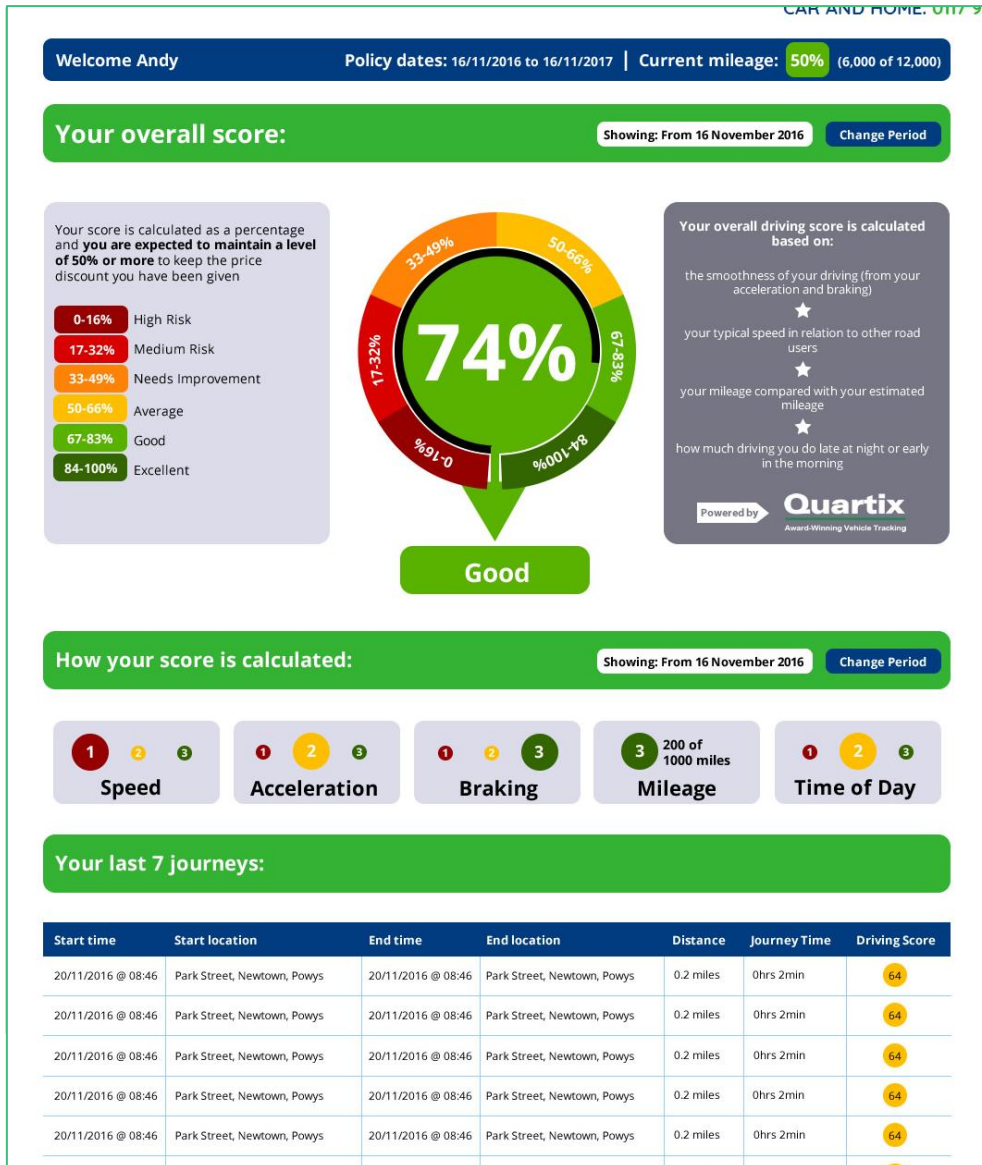 CAR AND HOME: 0117 9
Welcome Andy
Policy dates: 16/11/2016 to 16/11/2017 | Current mileage: 50% (6,000 of 12,000)
Your overall score:
Showing: From 16 November 2016
Change Period
Your score is calculated as a percentage
and you are expected to maintain a level
of 50% or more to keep the price
discount you have been given
0-16% High Risk
17-32% Medium Risk
33-49% Needs Improvement
50-66% Average
67-83% Good
84-100% Excellent
0-16%
17-32%
33-49%
50-66%
67-83%
84-100%
74%
Good
Your overall driving score is calculated
based on:
the smoothness of your driving (from your
acceleration and braking)
your typical speed in relation to other road
users
your mileage compared with your estimated
mileage
how much driving you do late at night or early
in the morning
Powered by
Quartix
Award-Winning Vehicle Tracking
How your score is calculated:
Showing: From 16 November 2016
Change Period
1 2 3
Speed
1 2 3
Acceleration
1 2 3
Braking
3 200 of
1000 miles
Mileage
1 2 3
Time of Day
Your last 7 journeys:
Start time Start location End time End location Distance Journey Time Driving Score
20/11/2016 @ 08:46 Park Street, Newtown, Powys 20/11/2016 @ 08:46 Park Street, Newtown, Powys 0.2 miles 0hrs 2min 64
20/11/2016 @ 08:46 Park Street, Newtown, Powys 20/11/2016 @ 08:46 Park Street, Newtown, Powys 0.2 miles 0hrs 2min 64
20/11/2016 @ 08:46 Park Street, Newtown, Powys 20/11/2016 @ 08:46 Park Street, Newtown, Powys 0.2 miles 0hrs 2min 64
20/11/2016 @ 08:46 Park Street, Newtown, Powys 20/11/2016 @ 08:46 Park Street, Newtown, Powys 0.2 miles 0hrs 2min 64
20/11/2016 @ 08:46 Park Street, Newtown, Powys 20/11/2016 @ 08:46 Park Street, Newtown, Powys 0.2 miles 0hrs 2min 64